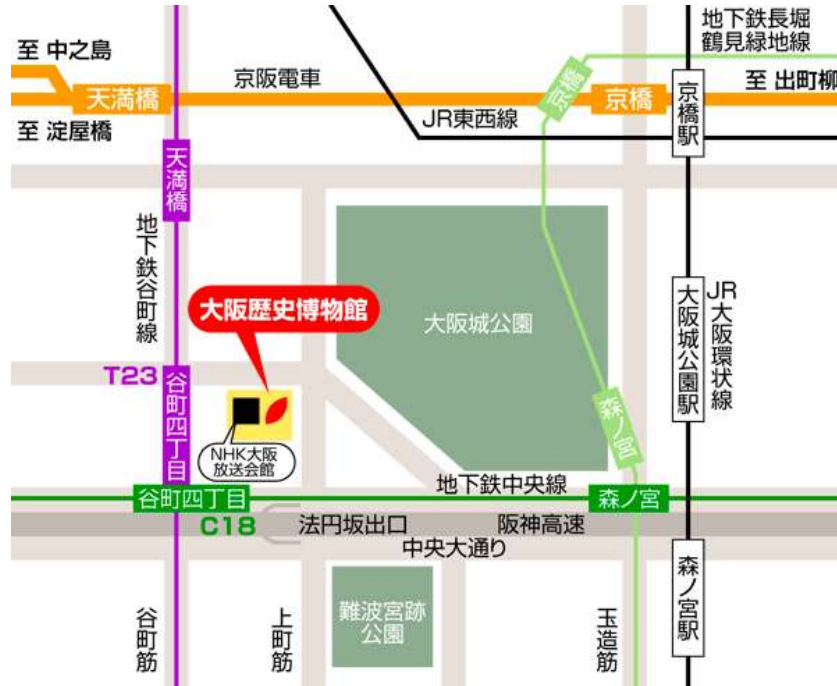 地下鉄長堀
鶴見緑地線
至 中之島
京阪電車
至 出町柳
天満橋
京橋
京橋
京橋駅
至 淀屋橋
JR東西線
天満橋
地下鉄谷町線
大阪歴史博物館
大阪城公園
大阪城公園駅
JR大阪環状線
T23
谷町四丁目
NHK大阪
放送会館
森ノ宮
谷町四丁目
地下鉄中央線
森ノ宮
C18
法円坂出口
阪神高速
中央大通り
森ノ宮駅
難波宮跡
公園
谷町筋
上町筋
玉造筋